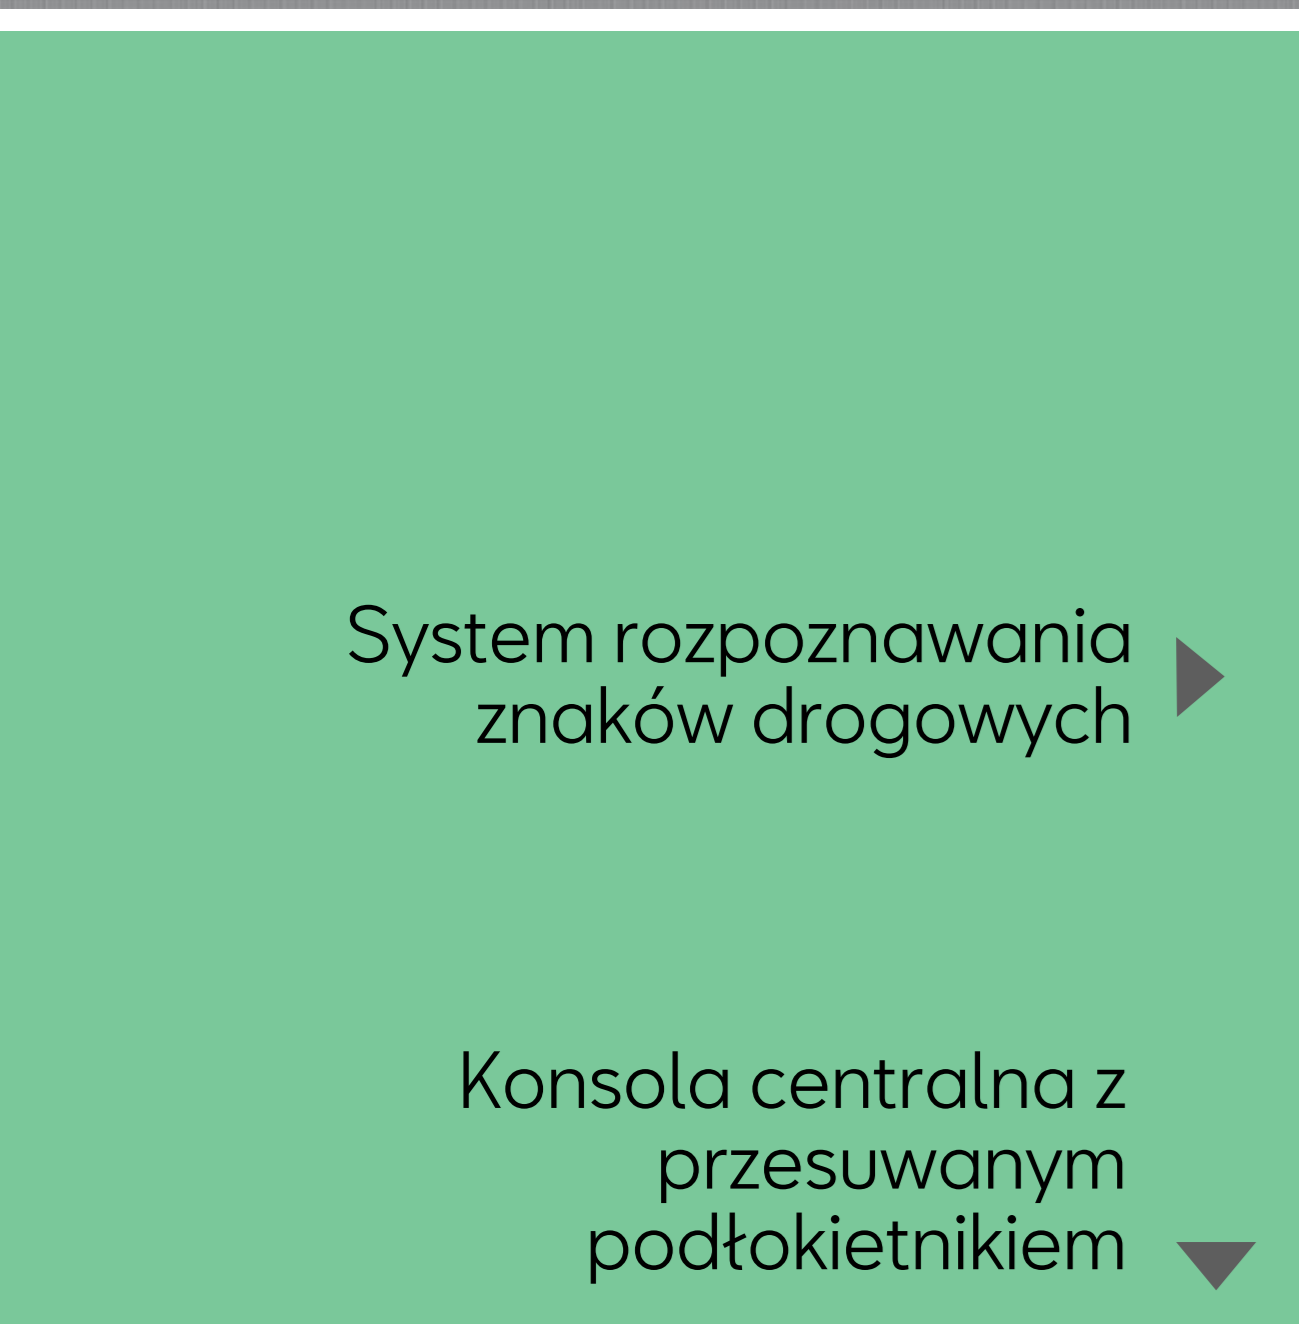 System rozpoznawania
znaków drogowych
Konsola centralna z
przesuwanym
podłokietnikiem